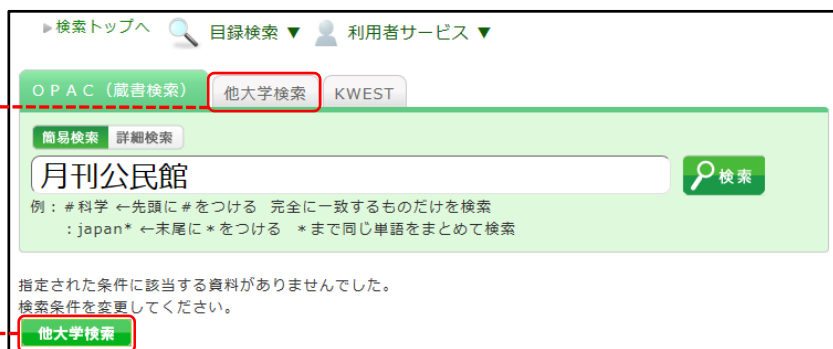 ▶検索トップへ 目録検索 ▼ 利用者サービス ▼
OPAC(蔵書検索) 他大学検索 KWEST
簡易検索 詳細検索
月刊公民館 検索
例:#科学 ←先頭に#をつける 完全に一致するものだけを検索
:japan* ←末尾に*をつける *まで同じ単語をまとめて検索
指定された条件に該当する資料がありませんでした。
検索条件を変更してください。
他大学検索